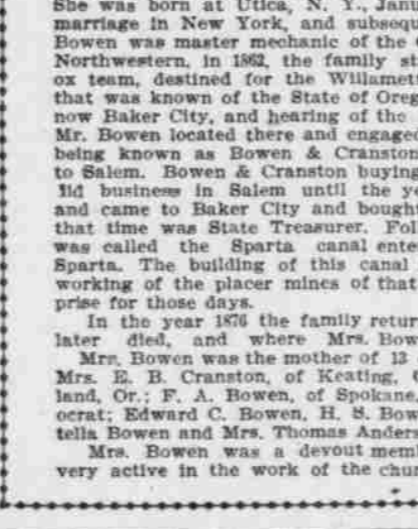 She was born at Utica, N. Y., Janu
marriage in New York, and subsequ
Bowen was master mechanic of the
Northwestern, in 1862, the family st
ox team, destined for the Willamet
that was known of the State of Oreg
now Baker City, and hearing of the
Mr. Bowen located there and engage
being known as Bowen & Cranston
to Salem. Bowen & Cranston buying
did business in Salem until the y
and came to Baker City and bought
that time was State Treasurer. Fol
was called the Sparta canal ente
Sparta. The building of this canal
working of the placer mines of that
prise for those days.
In the year 1876 the family retur
later died, and where Mrs. Bow
Mrs. Bowen was the mother of 13
Mrs. E. B. Cranston, of Keating,
land, Or.; F. A. Bowen, of Spokane,
ocrat; Edward C. Bowen, H. S. Bow
tella Bowen and Mrs. Thomas Anders
Mrs. Bowen was a devout memb
very active in the work of the chu